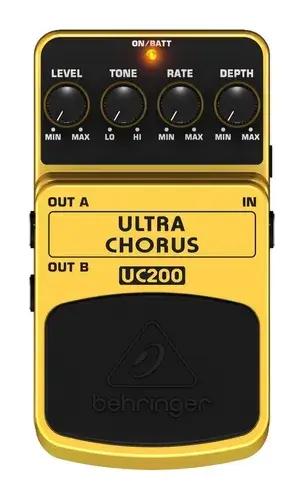 ON/BATT
LEVEL TONE RATE DEPTH
MIN MAX LO HI MIN MAX MIN MAX
OUT A IN
ULTRA
CHORUS
OUT B
UC200
behringer